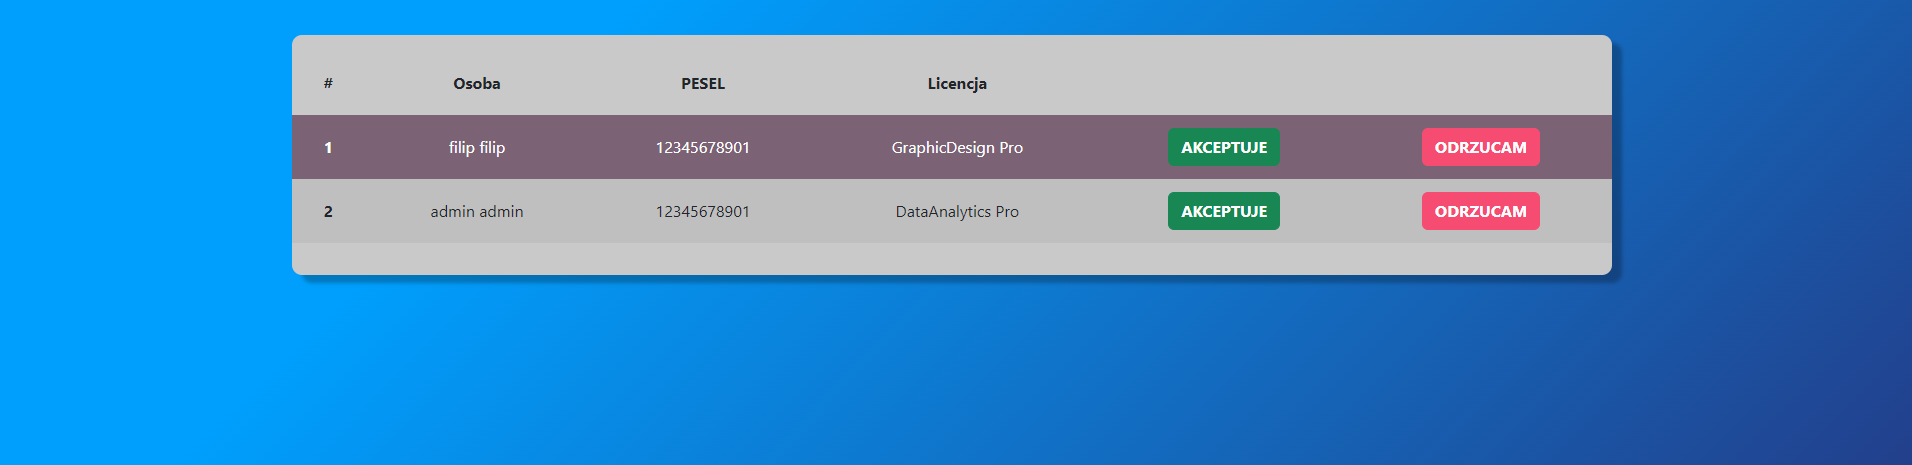 # Osoba PESEL Licencja
1 filip filip 12345678901 GraphicDesign Pro AKCEPTUJE ODRZUCAM
2 admin admin 12345678901 DataAnalytics Pro AKCEPTUJE ODRZUCAM